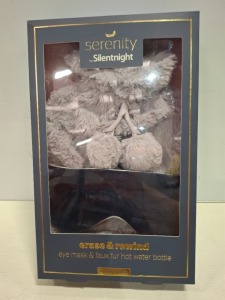 serenity
by Silentnight
erase & rewind
eye mask & faux fur hot water bottle